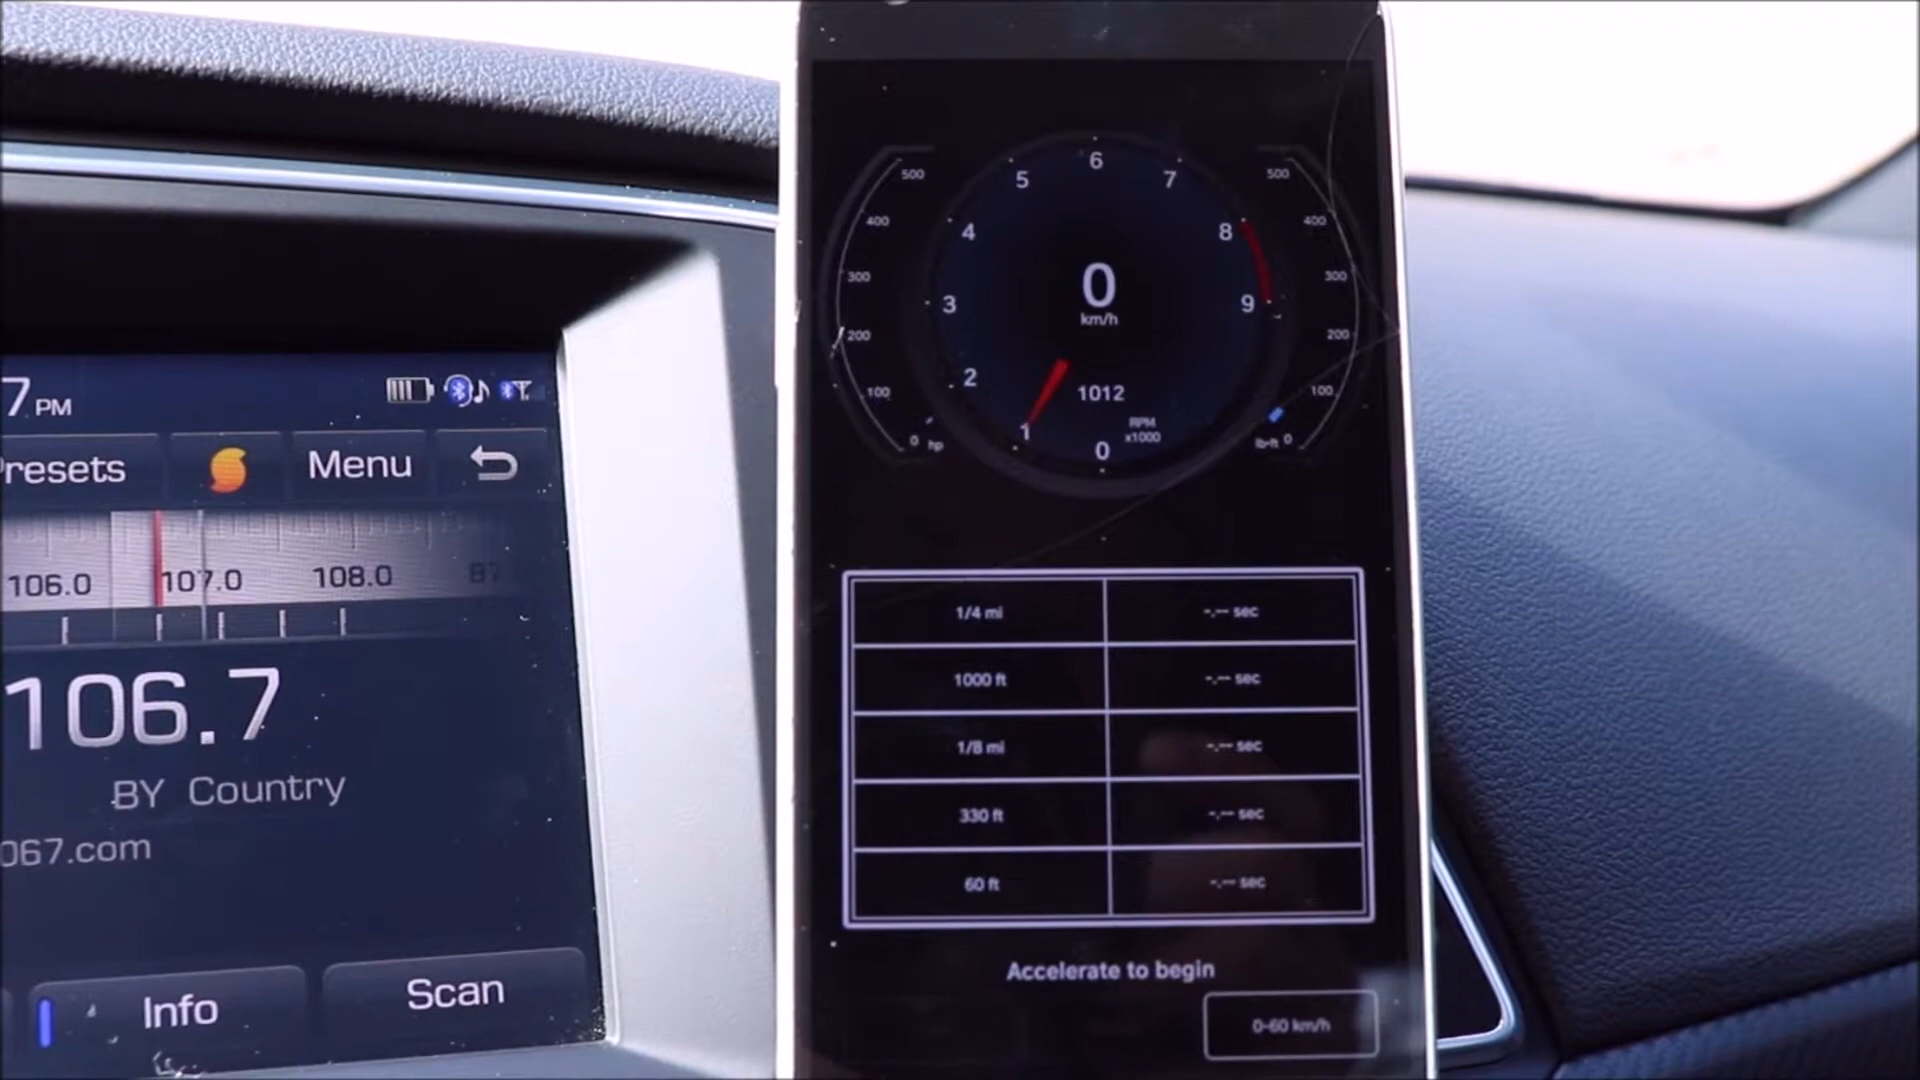 7 PM
Presets
Menu
106.0 107.0 108.0 87
106.7
BY Country
067.com
Info
Scan
6
5 7
4 8
3 9
2
1
0
0
km/h
1012
RPM
x1000
500
400
300
200
100
0 hp
500
400
300
200
100
lb-ft 0
1/4 mi -.-- sec
1000 ft -.-- sec
1/8 mi -.-- sec
330 ft -.-- sec
60 ft -.-- sec
Accelerate to begin
0-60 km/h